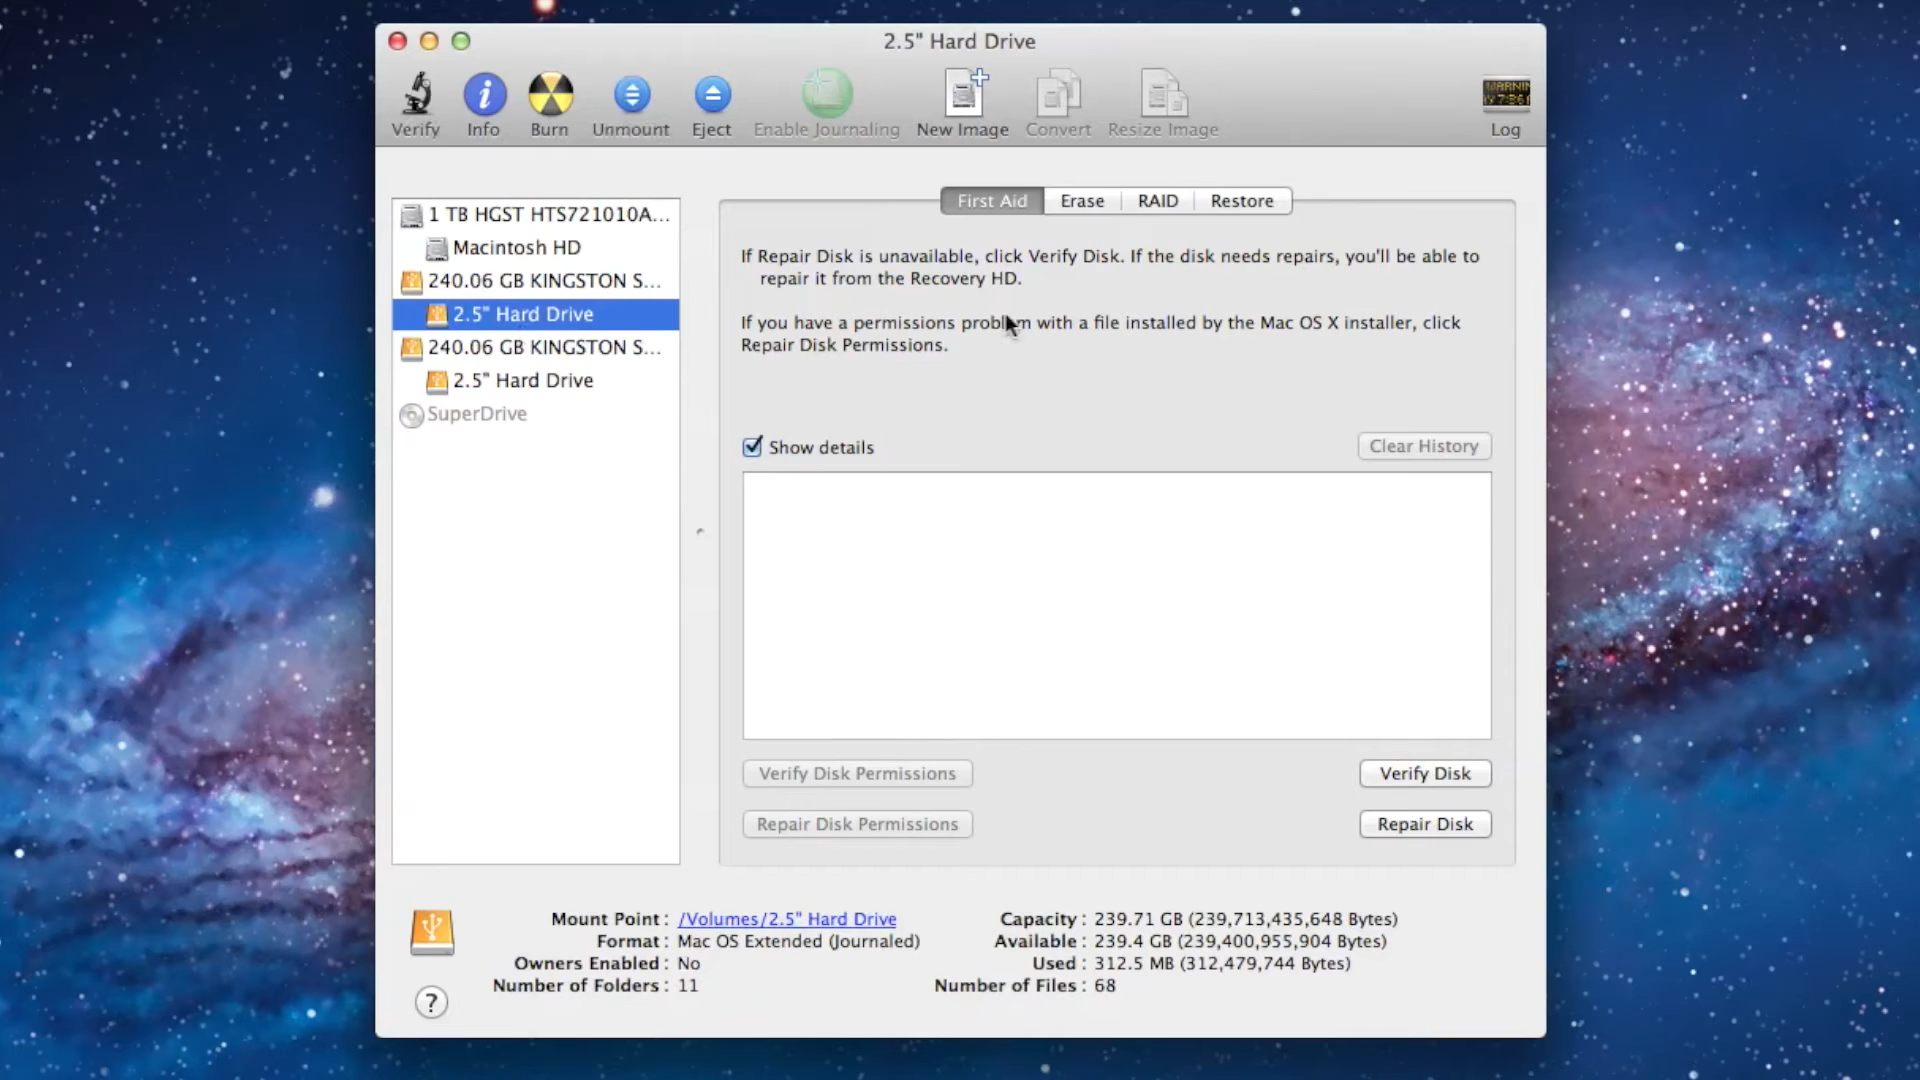 2.5" Hard Drive
Verify
Info
Burn
Unmount
Eject
Enable Journaling
New Image
Convert
Resize Image
WARNIN
Log
1 TB HGST HTS721010A...
Macintosh HD
240.06 GB KINGSTON S...
2.5" Hard Drive
240.06 GB KINGSTON S...
2.5" Hard Drive
SuperDrive
First Aid
Erase
RAID
Restore
If Repair Disk is unavailable, click Verify Disk. If the disk needs repairs, you'll be able to
repair it from the Recovery HD.
If you have a permissions problem with a file installed by the Mac OS X installer, click
Repair Disk Permissions.
Show details
Clear History
Verify Disk Permissions
Verify Disk
Repair Disk Permissions
Repair Disk
Mount Point : /Volumes/2.5" Hard Drive
Format : Mac OS Extended (Journaled)
Owners Enabled : No
Number of Folders : 11
Capacity : 239.71 GB (239,713,435,648 Bytes)
Available : 239.4 GB (239,400,955,904 Bytes)
Used : 312.5 MB (312,479,744 Bytes)
Number of Files : 68
?